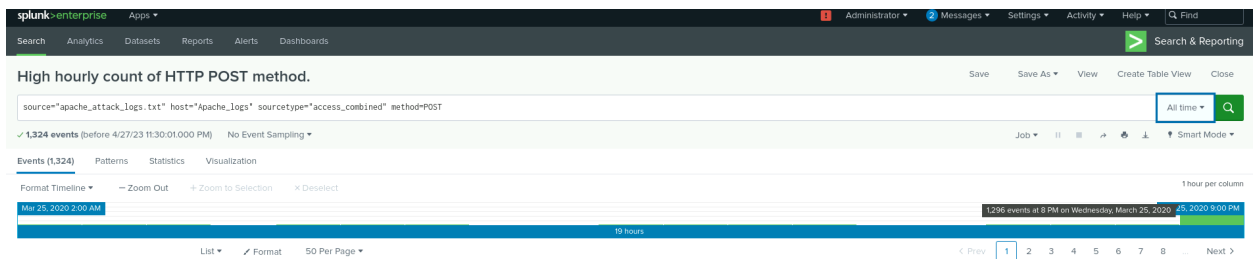 splunk>enterprise Apps ▾ ! Administrator ▾ 2 Messages ▾ Settings ▾ Activity ▾ Help ▾ Find
Search Analytics Datasets Reports Alerts Dashboards > Search & Reporting
High hourly count of HTTP POST method. Save Save As ▾ View Create Table View Close
source="apache_attack_logs.txt" host="Apache_logs" sourcetype="access_combined" method=POST All time ▾
✓ 1,324 events (before 4/27/23 11:30:01.000 PM) No Event Sampling ▾ Job ▾ Smart Mode ▾
Events (1,324) Patterns Statistics Visualization
Format Timeline ▾ — Zoom Out + Zoom to Selection × Deselect 1 hour per column
Mar 25, 2020 2:00 AM 1,296 events at 8 PM on Wednesday, March 25, 2020 25, 2020 9:00 PM
19 hours
List ▾ Format 50 Per Page ▾ < Prev 1 2 3 4 5 6 7 8 ... Next >